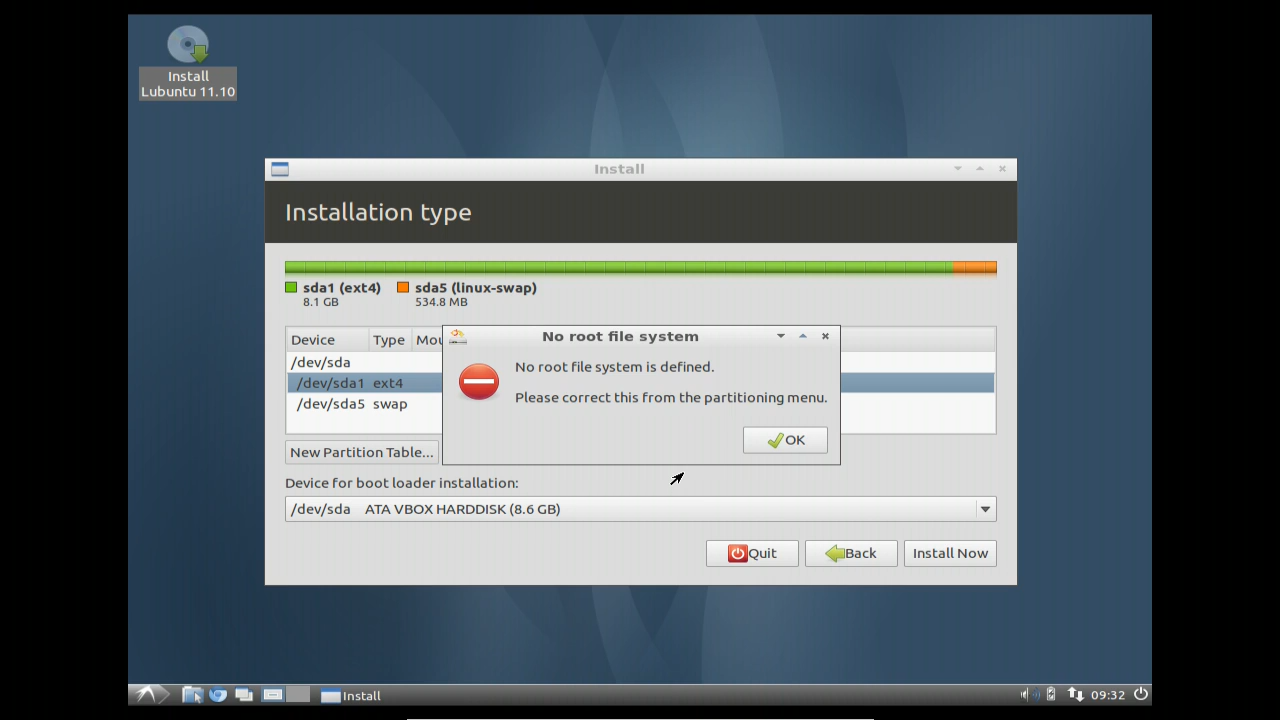 Install
Lubuntu 11.10
Install
Installation type
sda1 (ext4) sda5 (linux-swap)
8.1 GB 534.8 MB
Device Type Mou
No root file system
/dev/sda
No root file system is defined.
/dev/sda1 ext4
Please correct this from the partitioning menu.
/dev/sda5 swap
OK
New Partition Table...
Device for boot loader installation:
/dev/sda ATA VBOX HARDDISK (8.6 GB)
Quit Back Install Now
Install 09:32